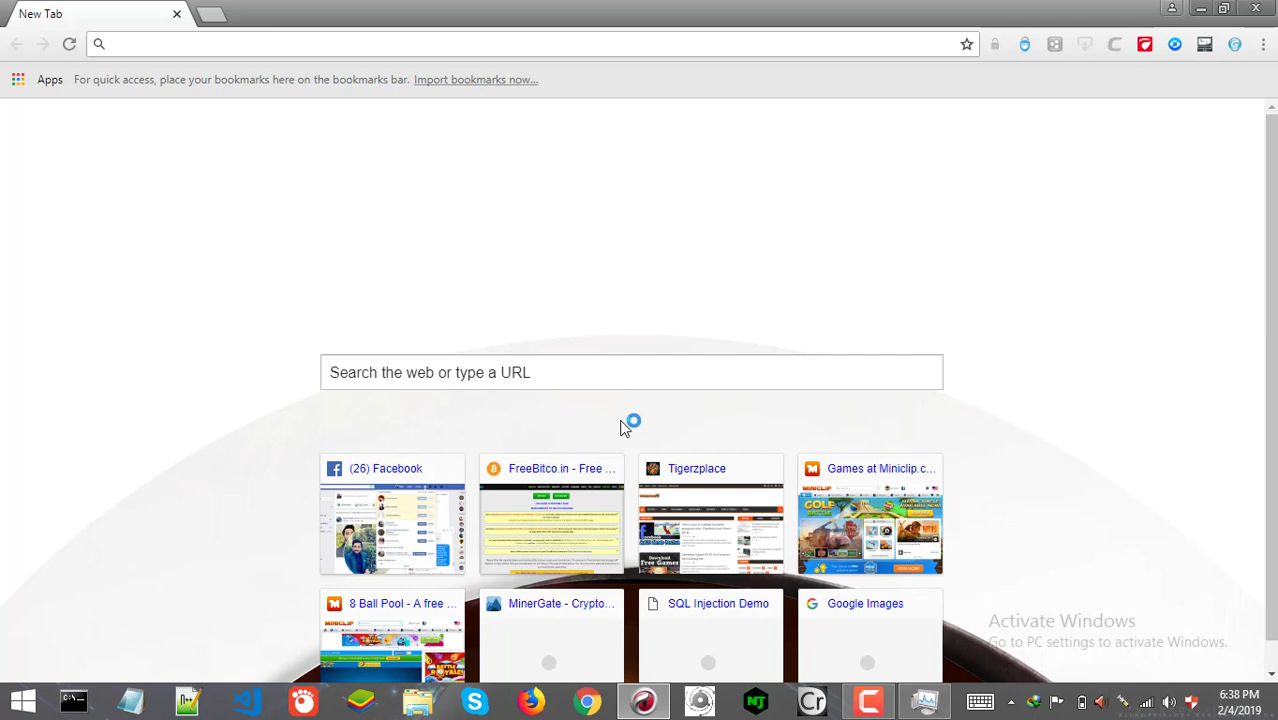 New Tab
Apps For quick access, place your bookmarks here on the bookmarks bar. Import bookmarks now...
Search the web or type a URL
(26) Facebook
FreeBitco.in - Free ...
Tigerzplace
Games at Miniclip.c...
8 Ball Pool - A free ...
MinerGate - Crypto...
SQL Injection Demo
Google Images
Activate Windows
Go to PC settings to activate Windows.
6:38 PM
2/4/2019